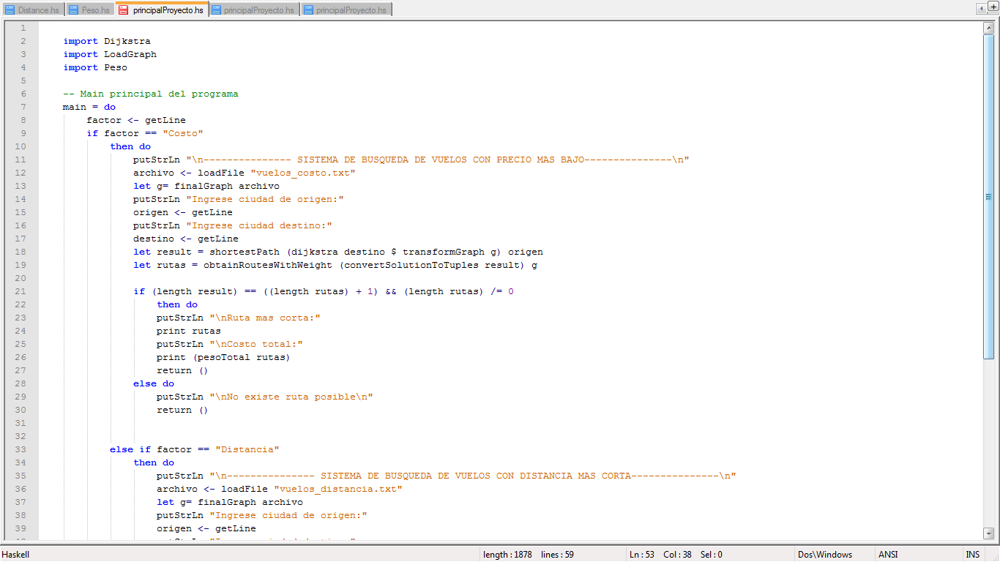 Distance.hs Peso.hs principalProyecto.hs principalProyecto.hs principalProyecto.hs
1
2 import Dijkstra
3 import LoadGraph
4 import Peso
5
6 -- Main principal del programa
7 main = do
8 factor <- getLine
9 if factor == "Costo"
10 then do
11 putStrLn "\n--------------- SISTEMA DE BUSQUEDA DE VUELOS CON PRECIO MAS BAJO---------------\n"
12 archivo <- loadFile "vuelos_costo.txt"
13 let g= finalGraph archivo
14 putStrLn "Ingrese ciudad de origen:"
15 origen <- getLine
16 putStrLn "Ingrese ciudad destino:"
17 destino <- getLine
18 let result = shortestPath (dijkstra destino $ transformGraph g) origen
19 let rutas = obtainRoutesWithWeight (convertSolutionToTuples result) g
20
21 if (length result) == ((length rutas) + 1) && (length rutas) /= 0
22 then do
23 putStrLn "\nRuta mas corta:"
24 print rutas
25 putStrLn "\nCosto total:"
26 print (pesoTotal rutas)
27 return ()
28 else do
29 putStrLn "\nNo existe ruta posible\n"
30 return ()
31
32
33 else if factor == "Distancia"
34 then do
35 putStrLn "\n--------------- SISTEMA DE BUSQUEDA DE VUELOS CON DISTANCIA MAS CORTA---------------\n"
36 archivo <- loadFile "vuelos_distancia.txt"
37 let g= finalGraph archivo
38 putStrLn "Ingrese ciudad de origen:"
39 origen <- getLine
Haskell length : 1878 lines : 59 Ln : 53 Col : 38 Sel : 0 Dos\Windows ANSI INS